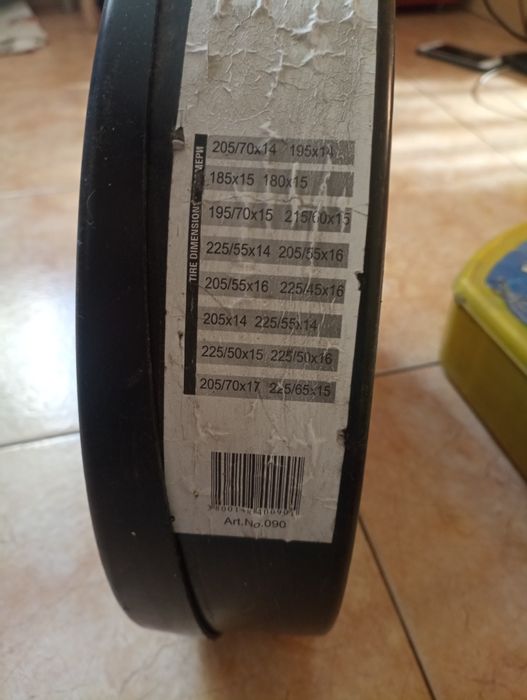 TIRE DIMENSION
205/70x14 195x14
185x15 180x15
195/70x15 215/60x15
225/55x14 205/55x16
205/55x16 225/45x16
205x14 225/55x14
225/50x15 225/50x16
205/70x17 225/65x15
Art.No.090